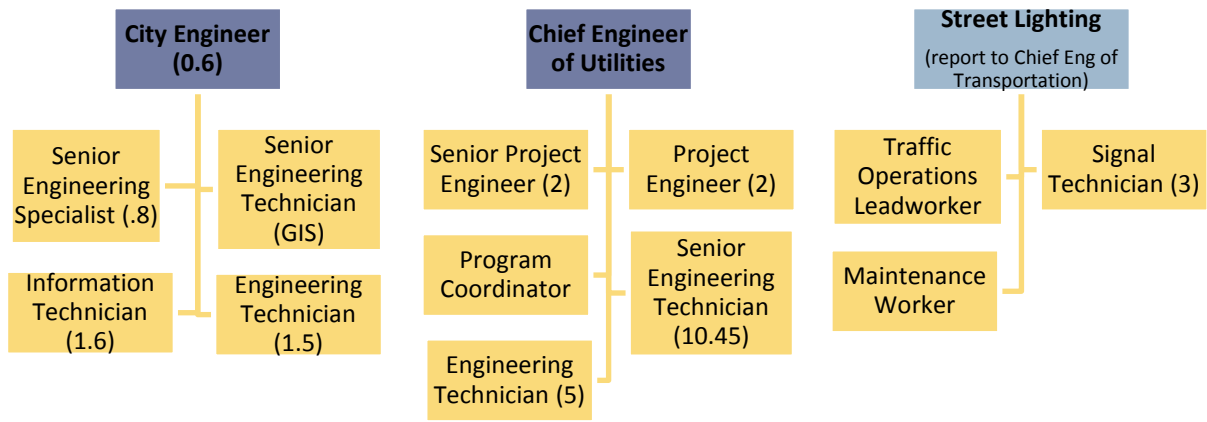 City Engineer
(0.6)
Senior
Engineering
Specialist (.8)
Senior
Engineering
Technician
(GIS)
Information
Technician
(1.6)
Engineering
Technician
(1.5)
Chief Engineer
of Utilities
Senior Project
Engineer (2)
Project
Engineer (2)
Program
Coordinator
Senior
Engineering
Technician
(10.45)
Engineering
Technician (5)
Street Lighting
(report to Chief Eng of
Transportation)
Traffic
Operations
Leadworker
Signal
Technician (3)
Maintenance
Worker